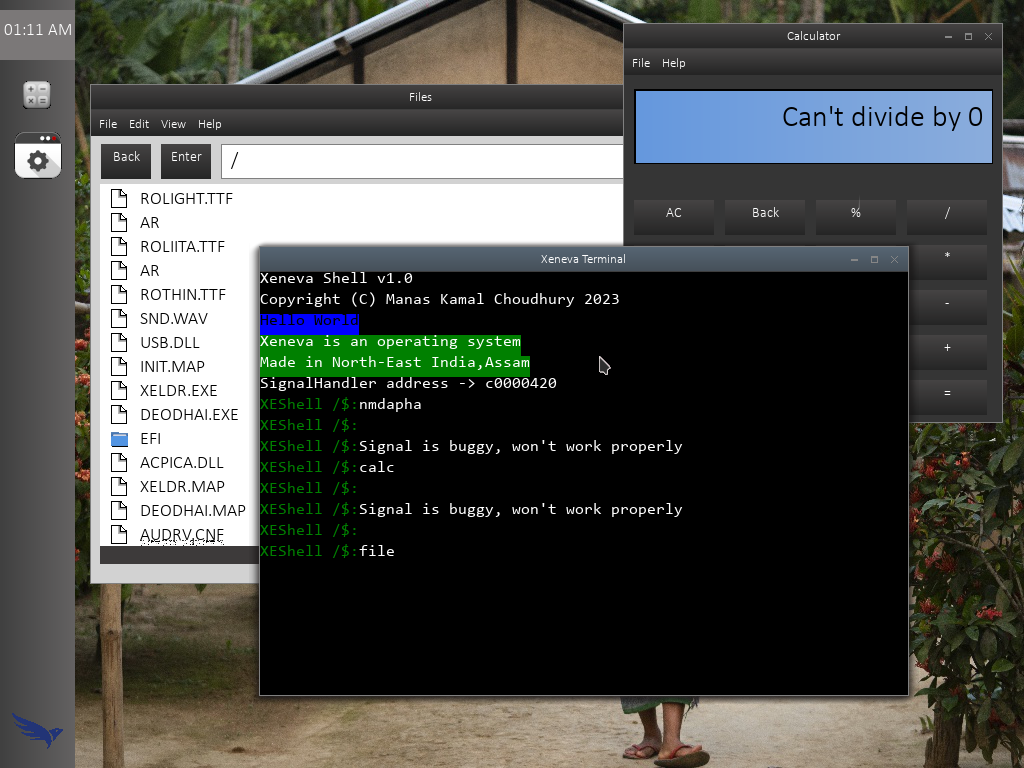 01:11 AM
Files
File Edit View Help
Back Enter /
ROLIGHT.TTF
AR
ROLIITA.TTF
AR
ROTHIN.TTF
SND.WAV
USB.DLL
INIT.MAP
XELDR.EXE
DEODHAI.EXE
EFI
ACPICA.DLL
XELDR.MAP
DEODHAI.MAP
AUDRV.CNF
Calculator
File Help
Can't divide by 0
AC Back % /
*
-
+
=
Xeneva Terminal
Xeneva Shell v1.0
Copyright (C) Manas Kamal Choudhury 2023
Hello World
Xeneva is an operating system
Made in North-East India,Assam
SignalHandler address -> c0000420
XEShell /$:nmdapha
XEShell /$:
XEShell /$:Signal is buggy, won't work properly
XEShell /$:calc
XEShell /$:
XEShell /$:Signal is buggy, won't work properly
XEShell /$:
XEShell /$:file